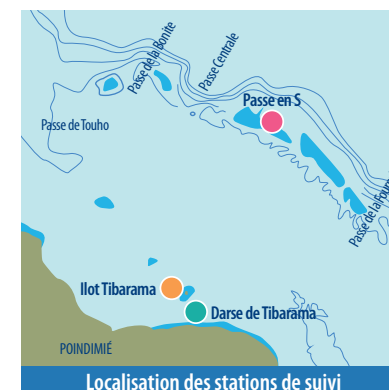 Passe de la Bonite
Passe Centrale
Passe en S
Passe de Touho
Ilot Tibarama
Darse de Tibarama
POINDIMIÉ
Localisation des stations de suivi